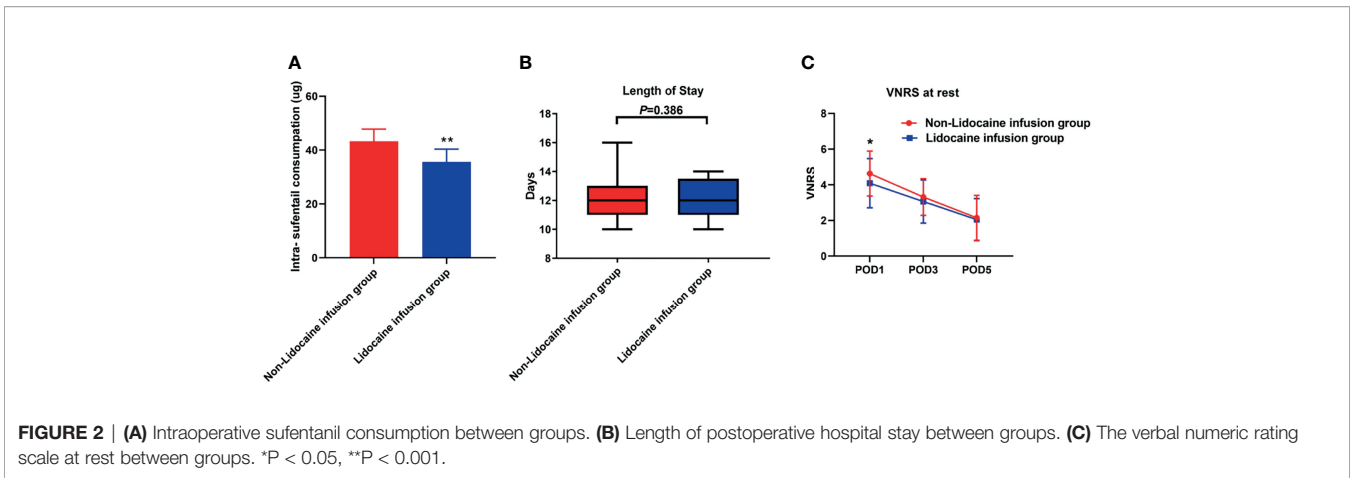 A
Intra- sufentail consumpation (ug)
60
40
20
0
**
Non-Lidocaine infusion group
Lidocaine infusion group
B
Length of Stay
P=0.386
Days
18
16
14
12
10
8
Non-Lidocaine infusion group
Lidocaine infusion group
C
VNRS at rest
Non-Lidocaine infusion group
Lidocaine infusion group
*
VNRS
8
6
4
2
0
POD1 POD3 POD5
FIGURE 2 | (A) Intraoperative sufentanil consumption between groups. (B) Length of postoperative hospital stay between groups. (C) The verbal numeric rating
scale at rest between groups. *P < 0.05, **P < 0.001.